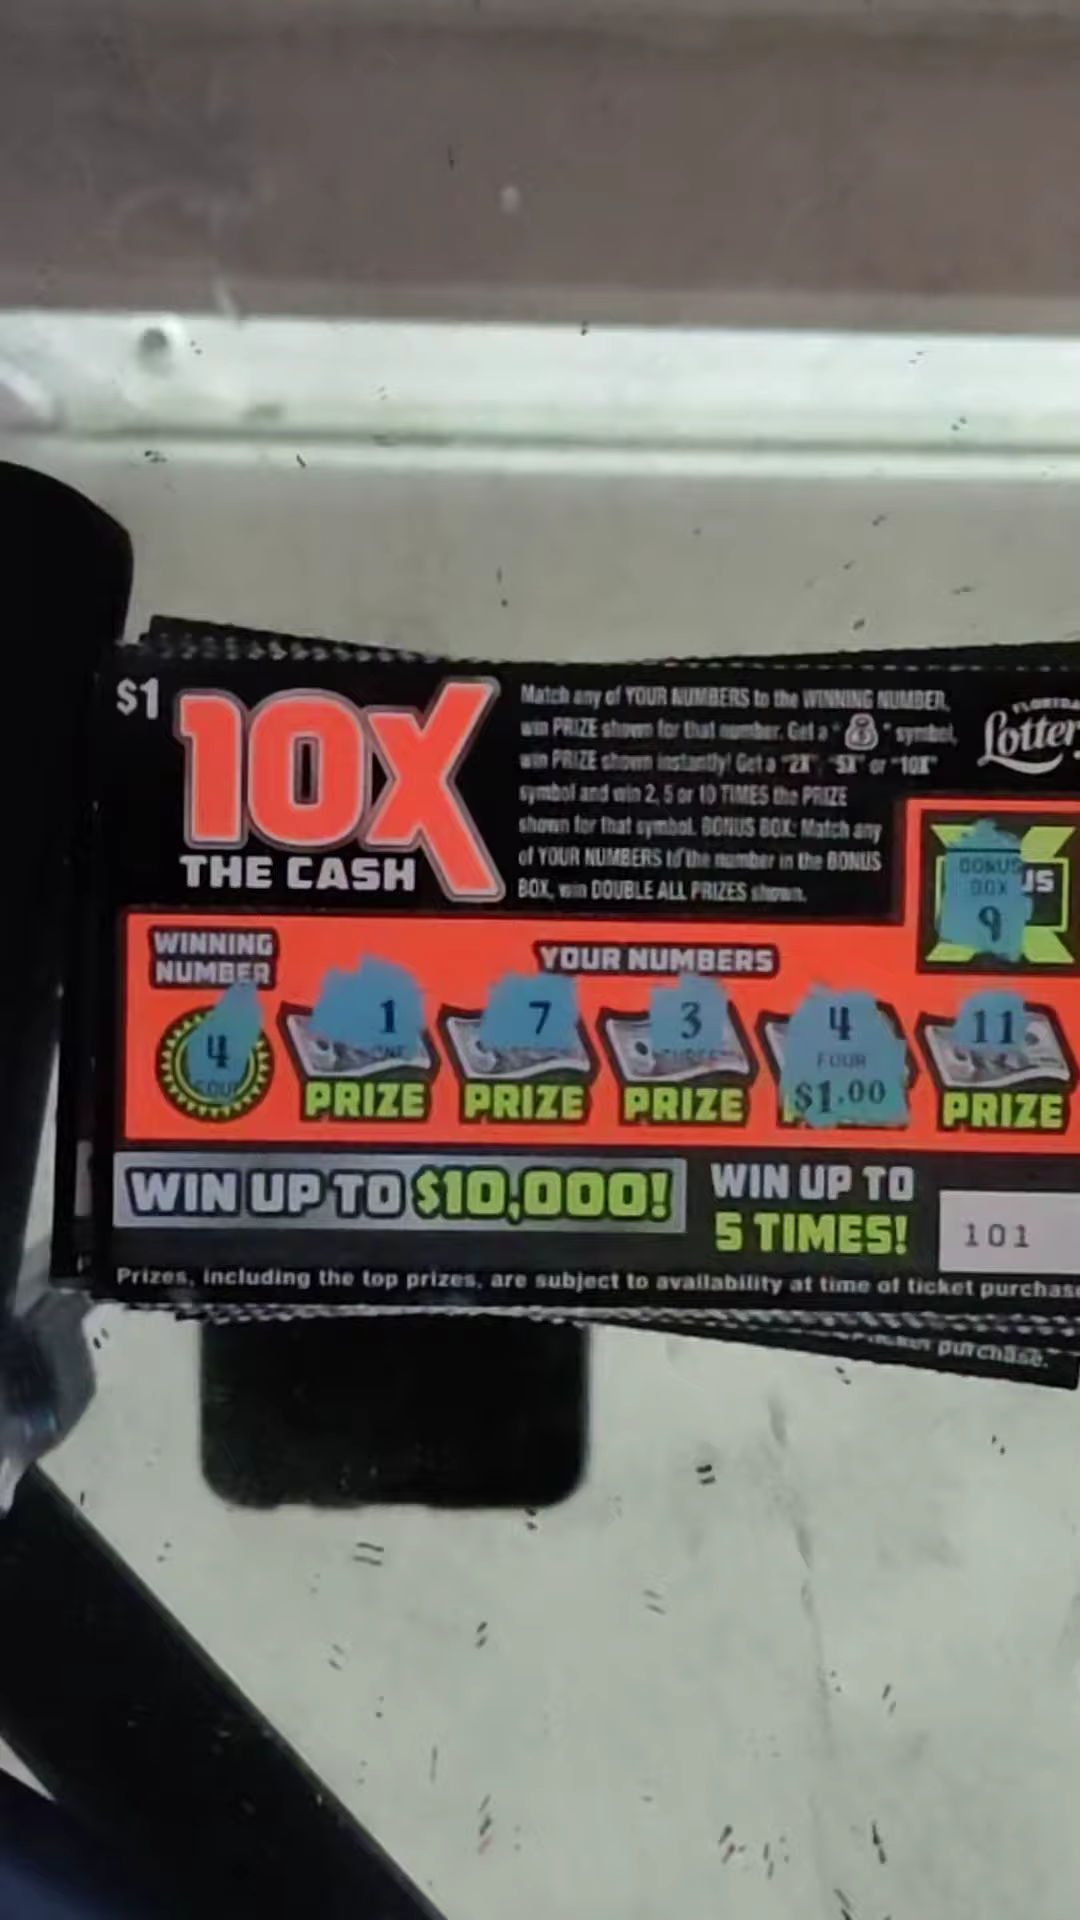 $1
10X
THE CASH
Match any of YOUR NUMBERS to the WINNING NUMBER,
win PRIZE shown for that number. Get a " " symbol,
win PRIZE shown instantly! Get a "2X", "5X" or "10X"
symbol and win 2, 5 or 10 TIMES the PRIZE
shown for that symbol. BONUS BOX: Match any
of YOUR NUMBERS to the number in the BONUS
BOX, win DOUBLE ALL PRIZES shown.
FLORIDA
Lottery
BONUS
BOX
US
9
WINNING
NUMBER
YOUR NUMBERS
4
1
7
3
4
11
FOUR
$1.00
PRIZE PRIZE PRIZE PRIZE
WIN UP TO $10,000!
WIN UP TO
5 TIMES!
101
Prizes, including the top prizes, are subject to availability at time of ticket purchase
purchase.